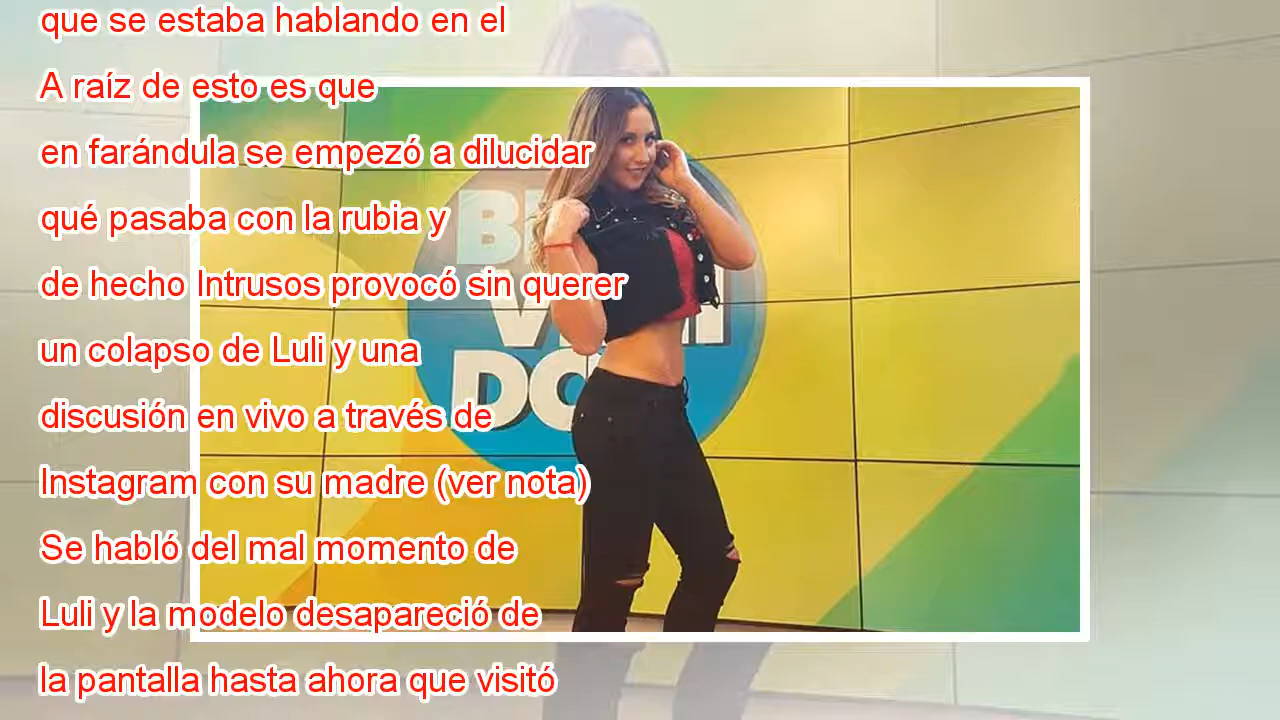 que se estaba hablando en el
A raíz de esto es que
en farándula se empezó a dilucidar
qué pasaba con la rubia y
de hecho Intrusos provocó sin querer
un colapso de Luli y una
discusión en vivo a través de
Instagram con su madre (ver nota)
Se habló del mal momento de
Luli y la modelo desapareció de
la pantalla hasta ahora que visitó